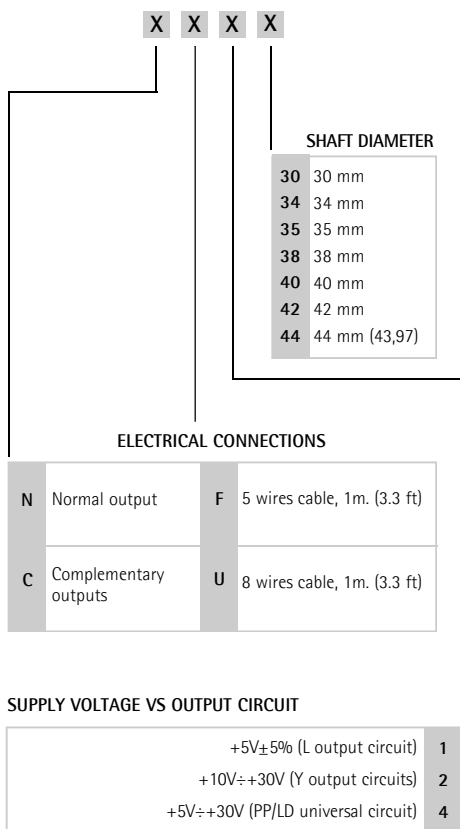 X X X X
SHAFT DIAMETER
30 30 mm
34 34 mm
35 35 mm
38 38 mm
40 40 mm
42 42 mm
44 44 mm (43,97)
ELECTRICAL CONNECTIONS
N Normal output F 5 wires cable, 1m. (3.3 ft)
C Complementary
outputs U 8 wires cable, 1m. (3.3 ft)
SUPPLY VOLTAGE VS OUTPUT CIRCUIT
+5V±5% (L output circuit) 1
+10V÷+30V (Y output circuits) 2
+5V÷+30V (PP/LD universal circuit) 4